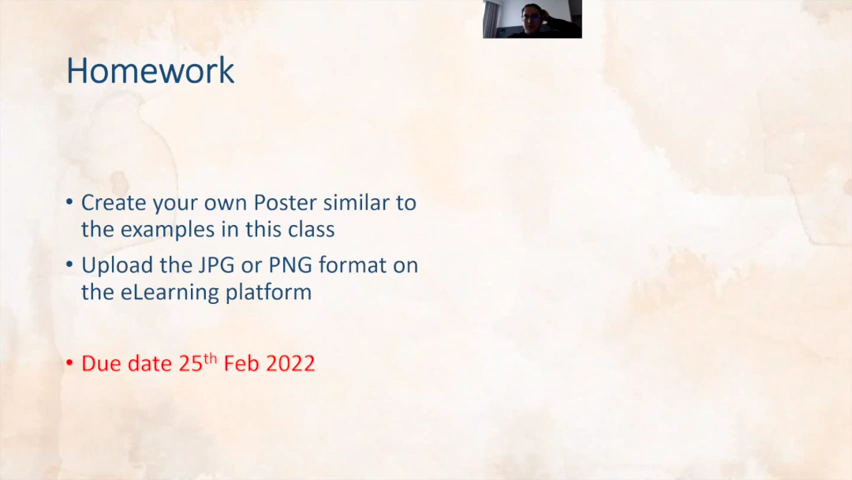 Homework
• Create your own Poster similar to
the examples in this class
• Upload the JPG or PNG format on
the eLearning platform
• Due date 25th Feb 2022